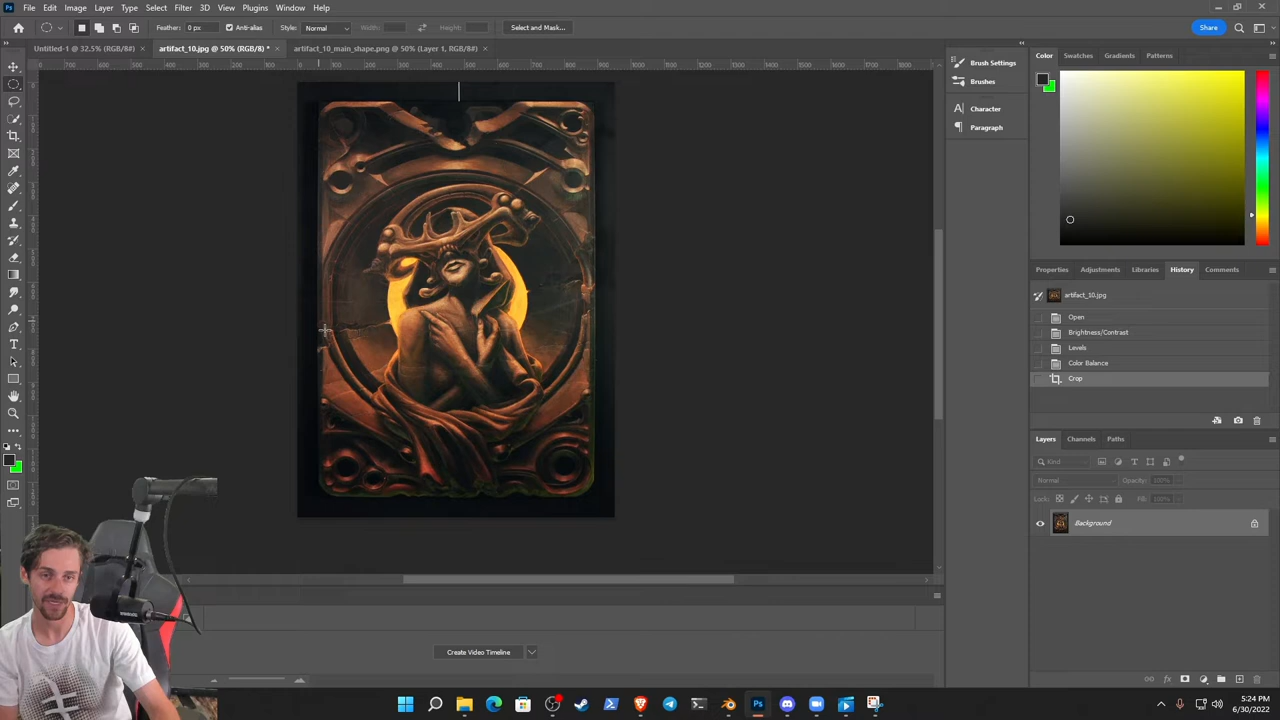 Ps File Edit Image Layer Type Select Filter 3D View Plugins Window Help
Feather: 0 px Anti-alias Style: Normal Width: Height: Select and Mask... Share
Untitled-1 @ 32.5% (RGB/8#) × artifact_10.jpg @ 50% (RGB/8) * × artifact_10_main_shape.png @ 50% (Layer 1, RGB/8#) ×
Brush Settings
Brushes
Character
Paragraph
Color Swatches Gradients Patterns
Properties Adjustments Libraries History Comments
artifact_10.jpg
Open
Brightness/Contrast
Levels
Color Balance
Crop
Layers Channels Paths
Kind
Normal Opacity: 100%
Lock: Fill: 100%
Background
Create Video Timeline
5:24 PM
6/30/2022